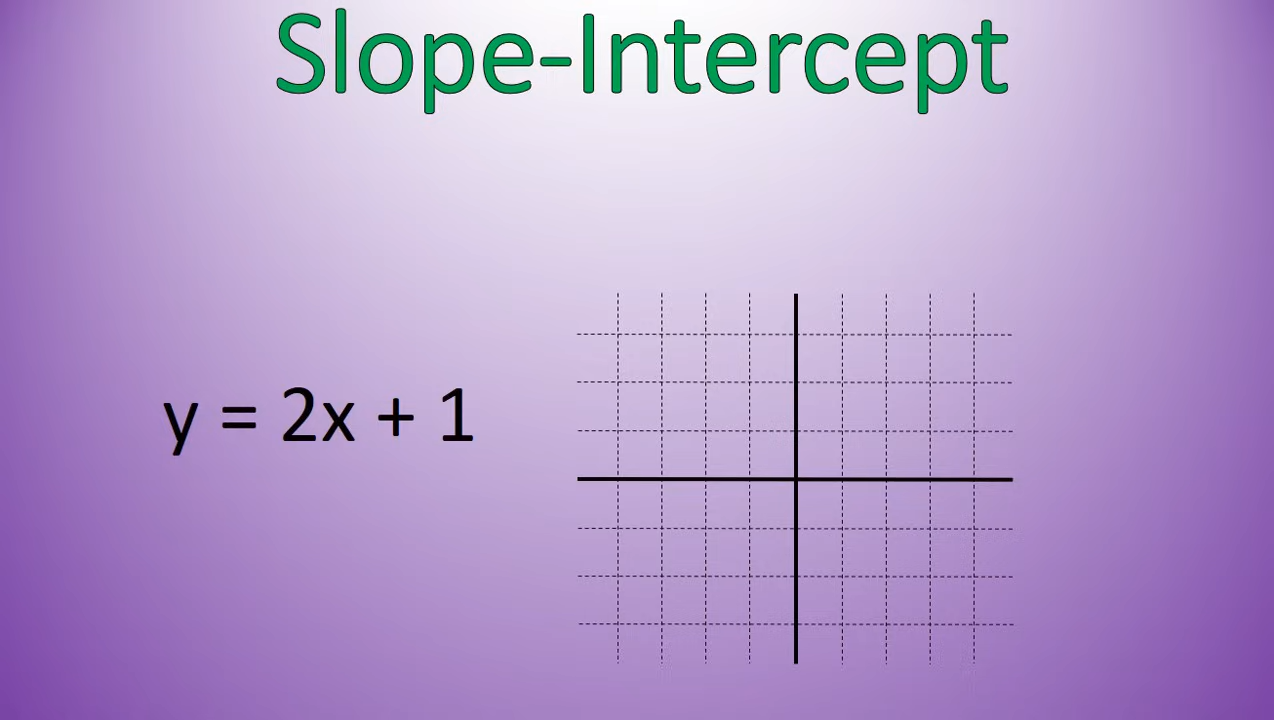 Slope-Intercept
y = 2x + 1